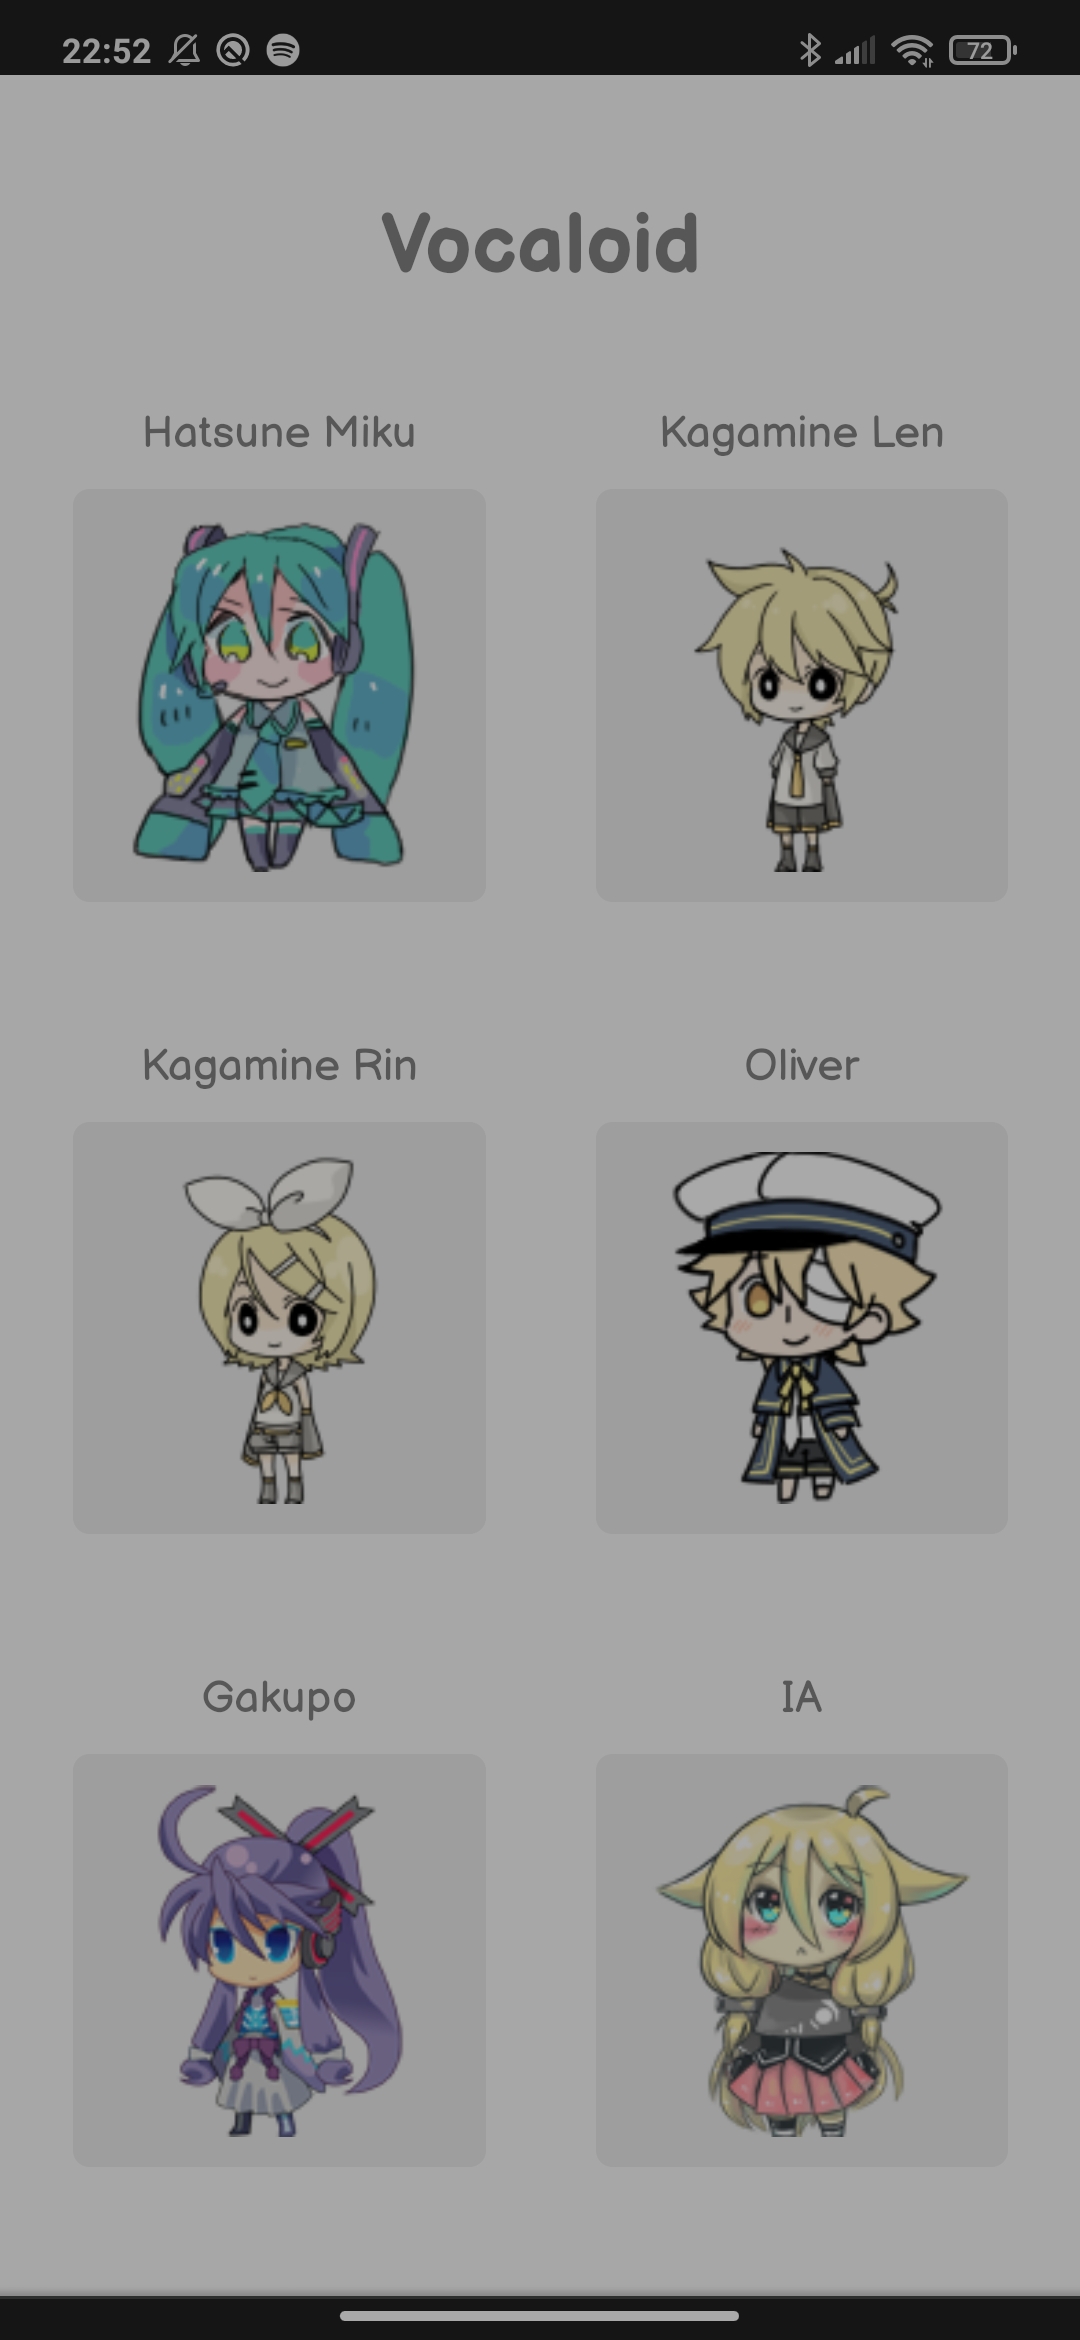 22:52
72
Vocaloid
Hatsune Miku
Kagamine Len
Kagamine Rin
Oliver
Gakupo
IA